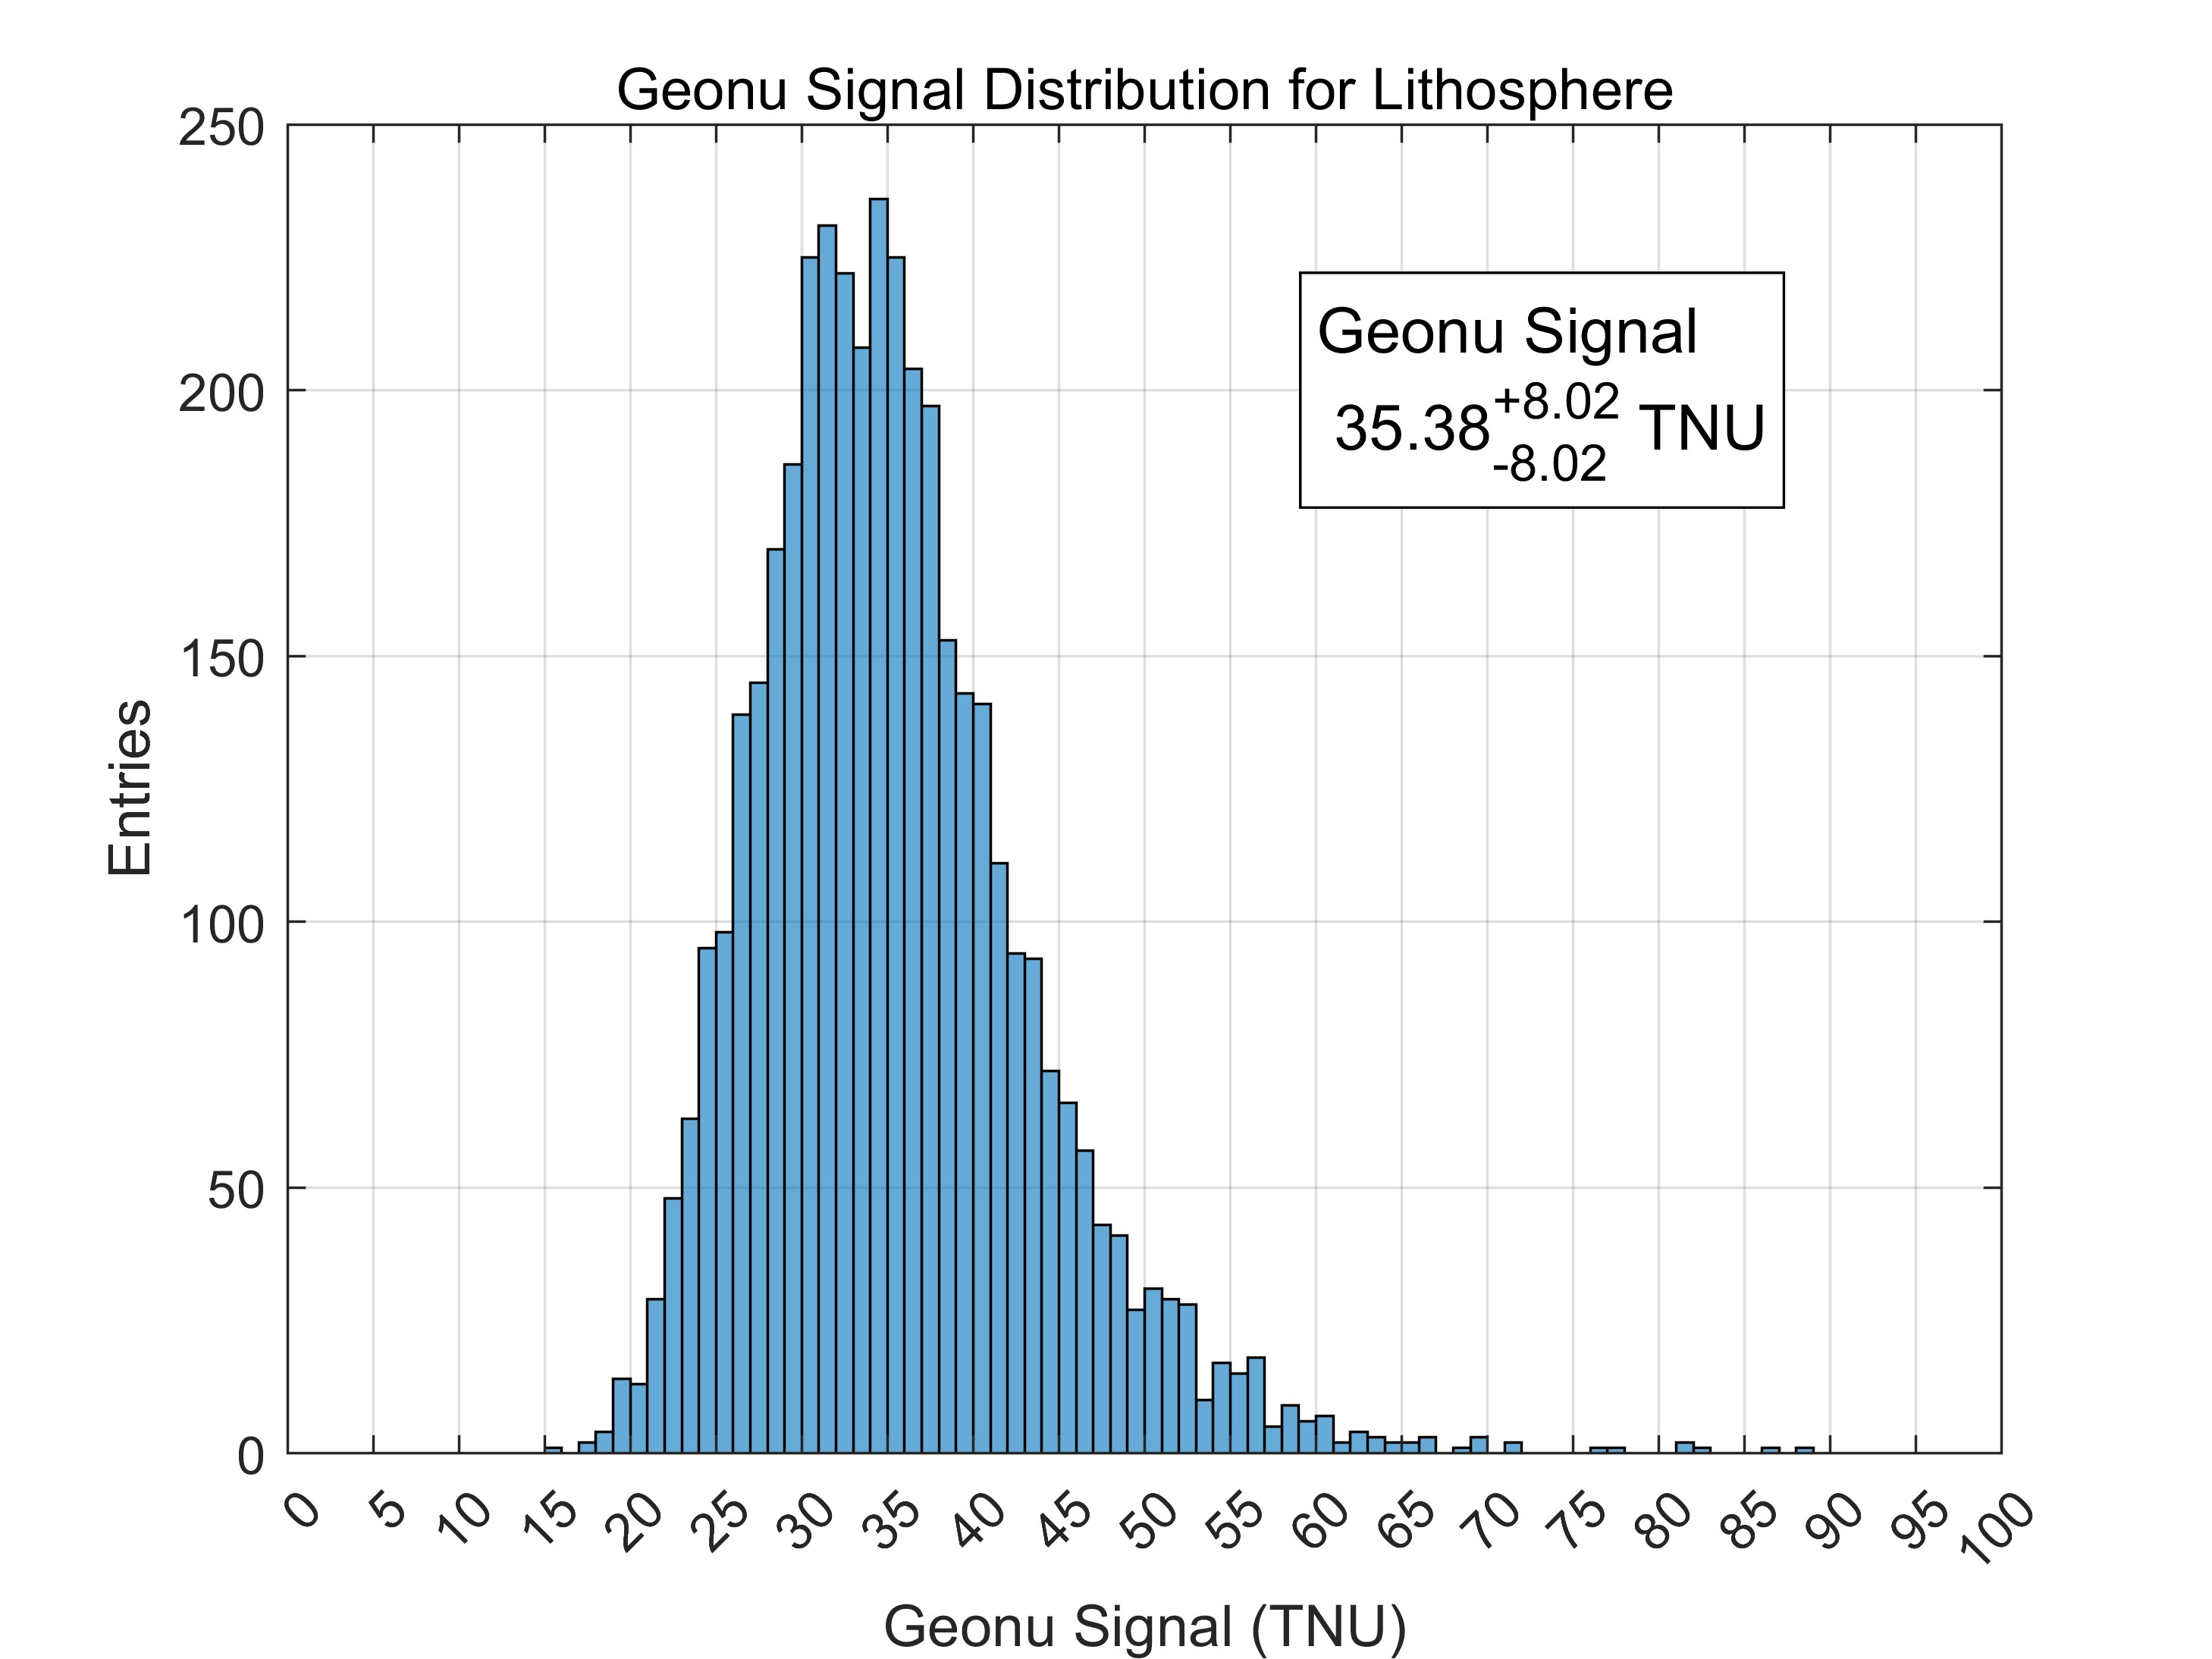 Geonu Signal Distribution for Lithosphere
250
200
150
100
50
0
Entries
Geonu Signal
35.38 +8.02 -8.02 TNU
0 5 10 15 20 25 30 35 40 45 50 55 60 65 70 75 80 85 90 95 100
Geonu Signal (TNU)